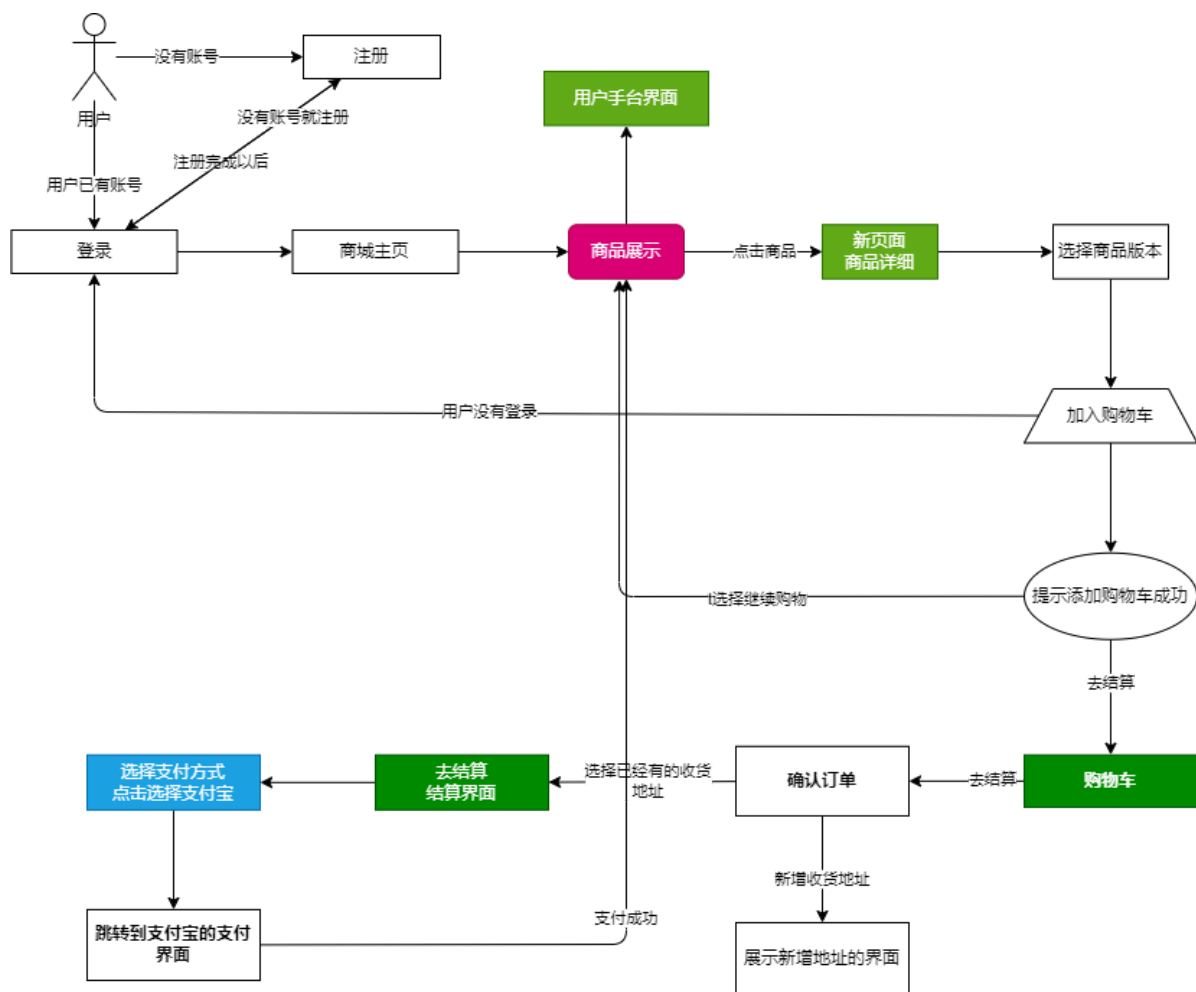 没有账号
注册
用户手台界面
用户
没有账号就注册
注册完成以后
用户已有账号
登录
商城主页
商品展示
点击商品
新页面
商品详细
选择商品版本
用户没有登录
加入购物车
选择继续购物
提示添加购物车成功
去结算
选择支付方式
点击选择支付宝
去结算
结算界面
选择已经有的收货
地址
确认订单
去结算
购物车
新增收货地址
跳转到支付宝的支付
界面
支付成功
展示新增地址的界面